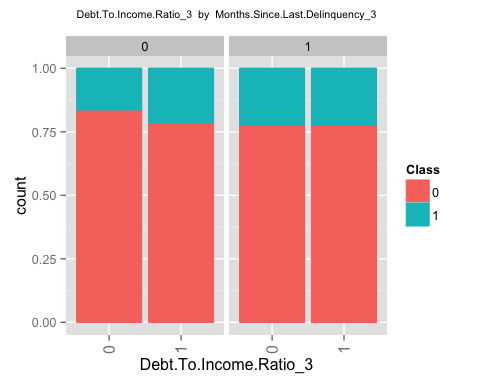 Debt.To.Income.Ratio_3 by Months.Since.Last.Delinquency_3
0 1
1.00
0.75
0.50
0.25
0.00
count
0 1 0 1
Debt.To.Income.Ratio_3
Class
0
1